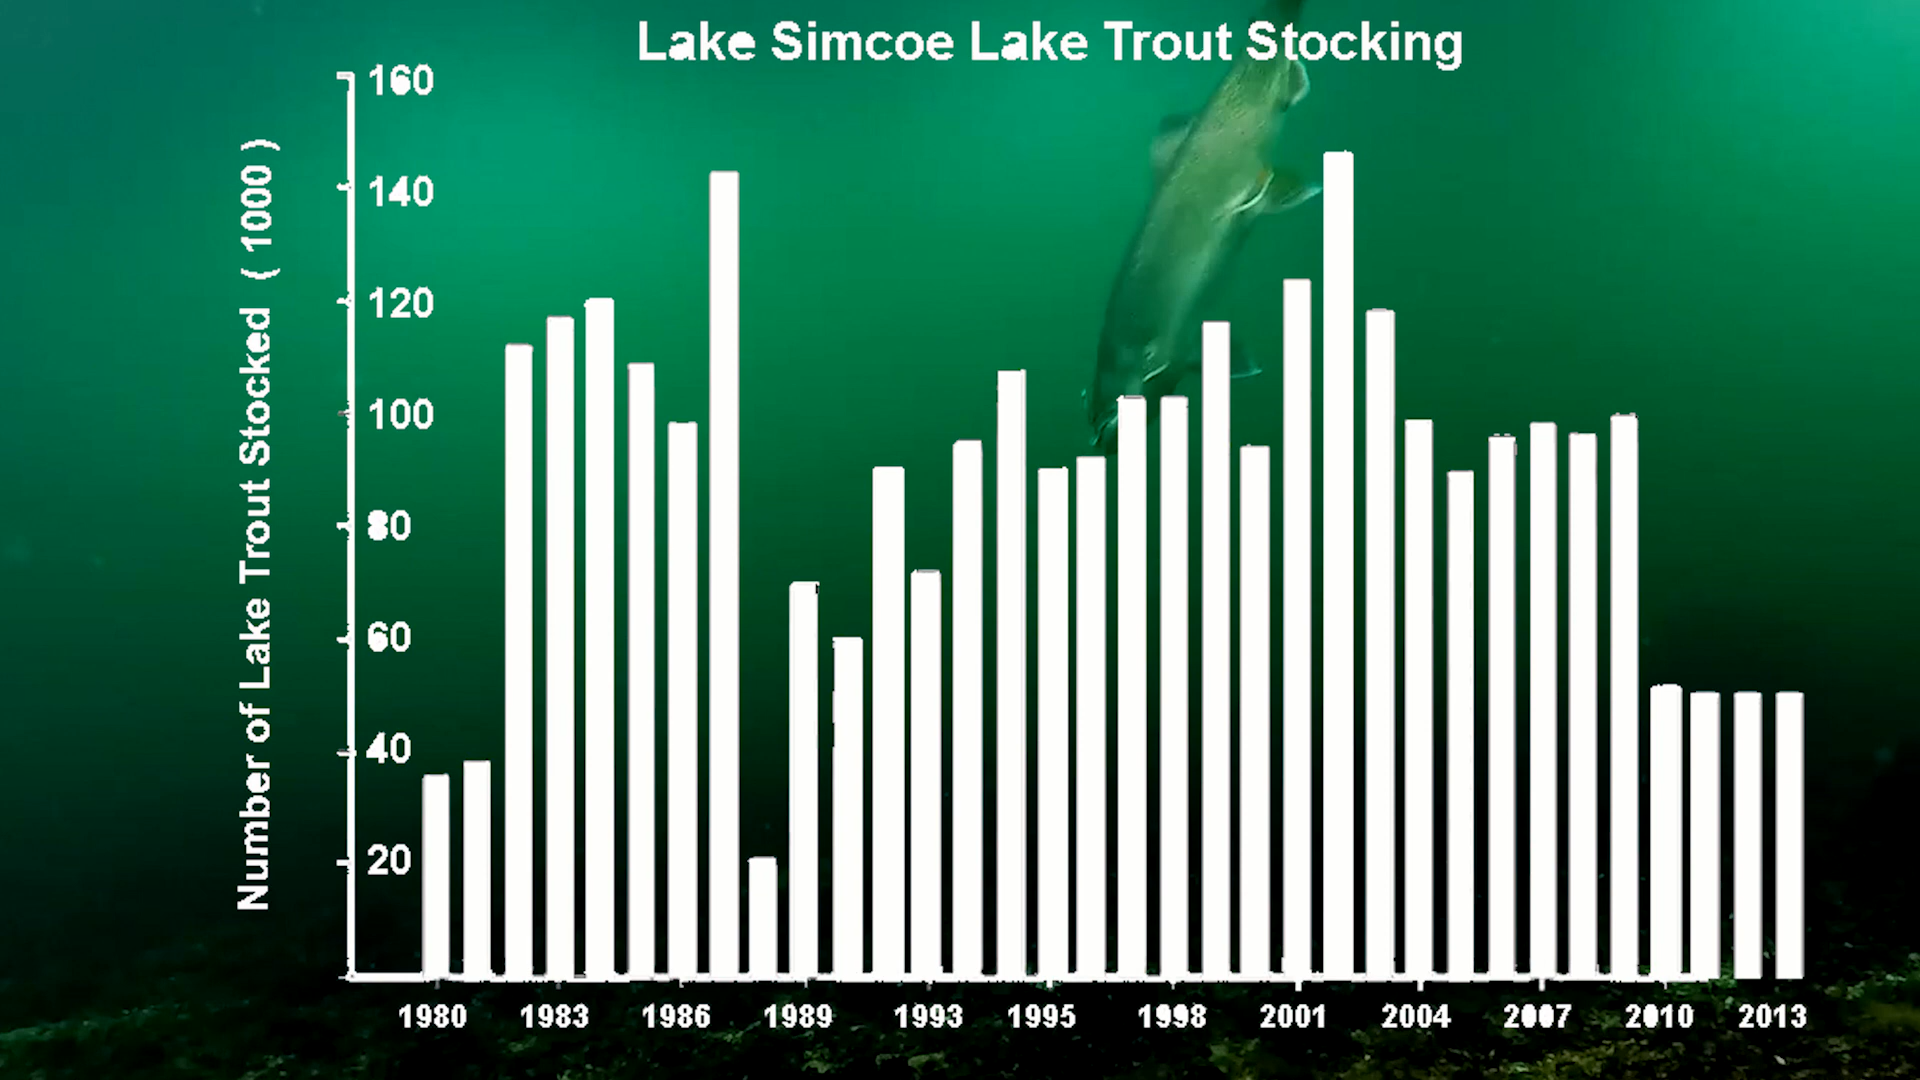 Lake Simcoe Lake Trout Stocking
Number of Lake Trout Stocked ( 1000 )
160
140
120
100
80
60
40
20
1980 1983 1986 1989 1993 1995 1998 2001 2004 2007 2010 2013